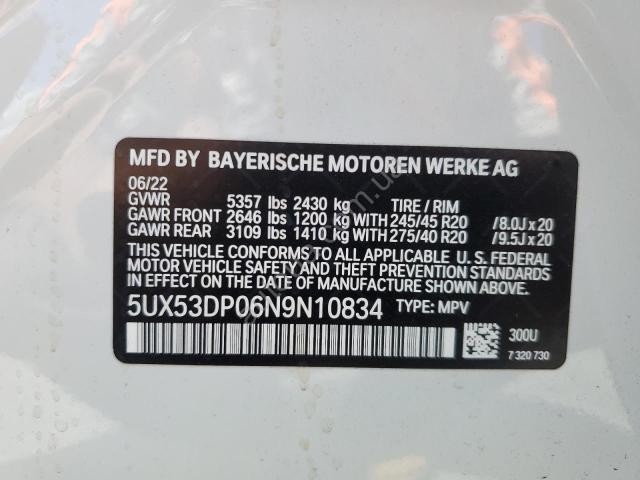 MFD BY BAYERISCHE MOTOREN WERKE AG
06/22
GVWR 5357 lbs 2430 kg TIRE / RIM
GAWR FRONT 2646 lbs 1200 kg WITH 245/45 R20 /8.0J x 20
GAWR REAR 3109 lbs 1410 kg WITH 275/40 R20 /9.5J x 20
THIS VEHICLE CONFORMS TO ALL APPLICABLE U. S. FEDERAL
MOTOR VEHICLE SAFETY AND THEFT PREVENTION STANDARDS
IN EFFECT ON THE DATE OF MANUFACTURE SHOWN ABOVE.
5UX53DP06N9N10834 TYPE: MPV
300U
7 320 730